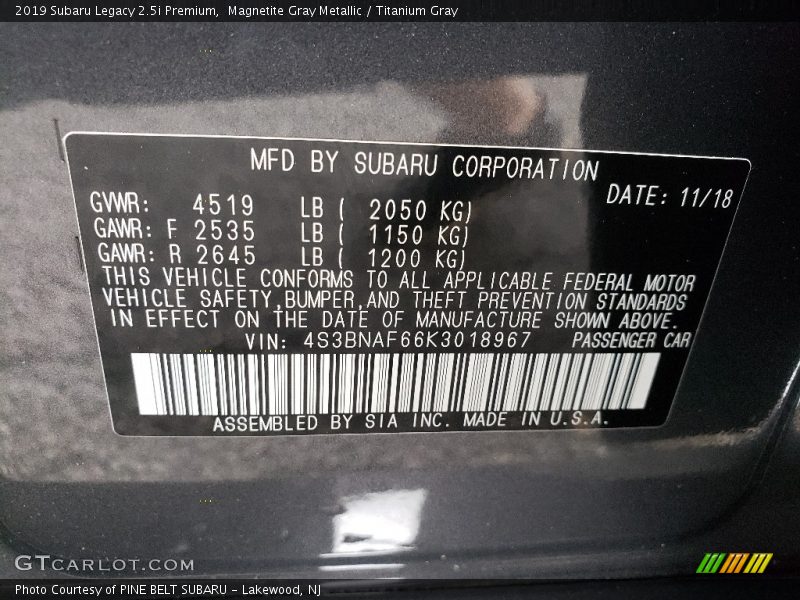 2019 Subaru Legacy 2.5i Premium,  Magnetite Gray Metallic / Titanium Gray
MFD BY SUBARU CORPORATION
DATE: 11/18
GVWR: 4519 LB ( 2050 KG)
GAWR: F 2535 LB ( 1150 KG)
GAWR: R 2645 LB ( 1200 KG)
THIS VEHICLE CONFORMS TO ALL APPLICABLE FEDERAL MOTOR
VEHICLE SAFETY,BUMPER,AND THEFT PREVENTION STANDARDS
IN EFFECT ON THE DATE OF MANUFACTURE SHOWN ABOVE.
VIN: 4S3BNAF66K3018967 PASSENGER CAR
ASSEMBLED BY SIA INC. MADE IN U.S.A.
GTCARLOT.COM
Photo Courtesy of PINE BELT SUBARU - Lakewood, NJ